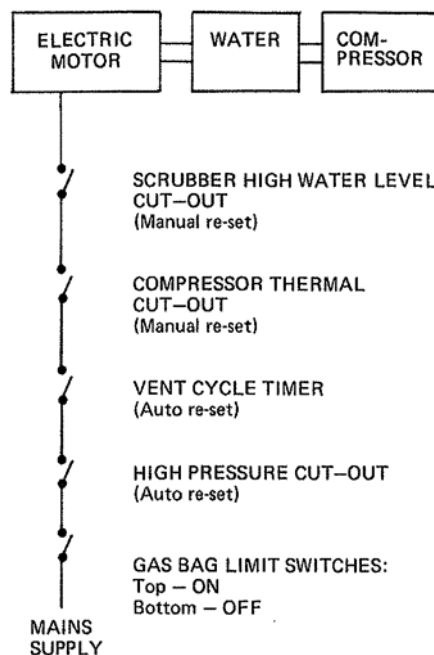 ELECTRIC
MOTOR
WATER
COM-
PRESSOR
SCRUBBER HIGH WATER LEVEL
CUT—OUT
(Manual re-set)
COMPRESSOR THERMAL
CUT—OUT
(Manual re-set)
VENT CYCLE TIMER
(Auto re-set)
HIGH PRESSURE CUT—OUT
(Auto re-set)
GAS BAG LIMIT SWITCHES:
Top — ON
Bottom — OFF
MAINS
SUPPLY